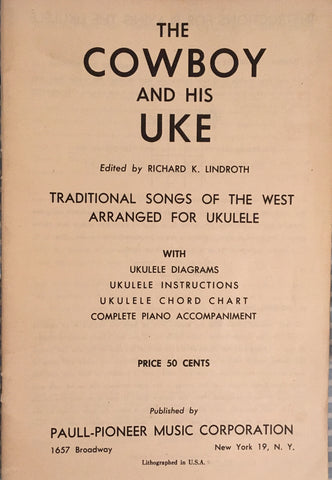 THE
COWBOY
AND HIS
UKE
Edited by RICHARD K. LINDROTH
TRADITIONAL SONGS OF THE WEST
ARRANGED FOR UKULELE
WITH
UKULELE DIAGRAMS
UKULELE INSTRUCTIONS
UKULELE CHORD CHART
COMPLETE PIANO ACCOMPANIMENT
PRICE 50 CENTS
Published by
PAULL-PIONEER MUSIC CORPORATION
1657 Broadway New York 19, N. Y.
Lithographed in U.S.A.